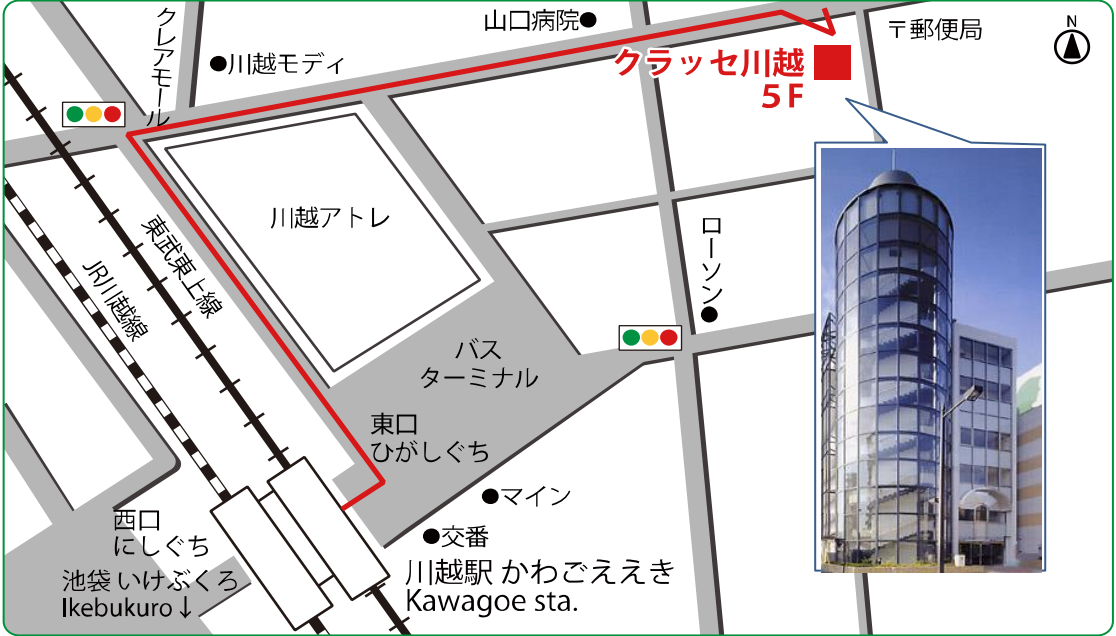 クレアモール
山口病院
〒郵便局
N
川越モディ
クラッセ川越
5F
川越アトレ
東武東上線
JR川越線
ローソン
バス
ターミナル
東口
ひがしぐち
マイン
西口
にしぐち
交番
池袋 いけぶくろ
Ikebukuro↓
川越駅 かわごええき
Kawagoe sta.